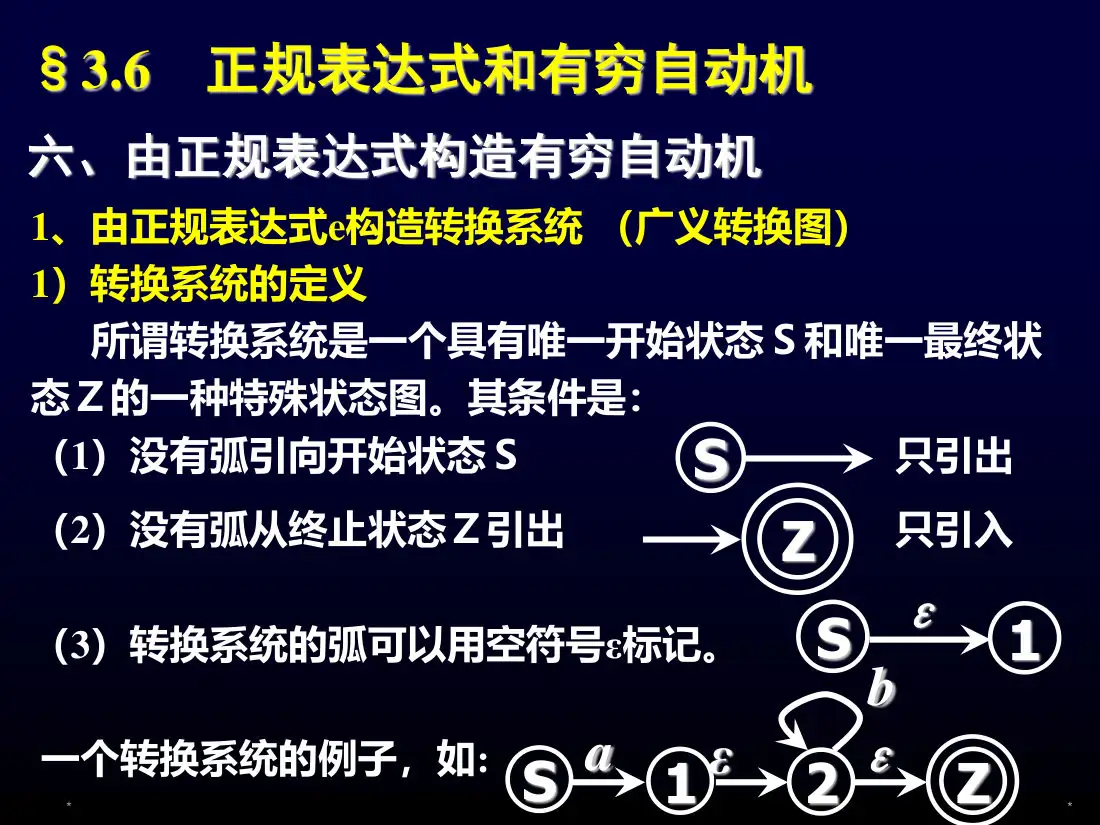 §3.6 正规表达式和有穷自动机
六、由正规表达式构造有穷自动机
1、由正规表达式e构造转换系统 （广义转换图）
1）转换系统的定义
所谓转换系统是一个具有唯一开始状态S和唯一最终状
态Z的一种特殊状态图。其条件是：
（1）没有弧引向开始状态S S 只引出
（2）没有弧从终止状态Z引出 Z 只引入
（3）转换系统的弧可以用空符号ε标记。 S ε 1
b
一个转换系统的例子，如： S a 1 ε 2 ε Z
* *